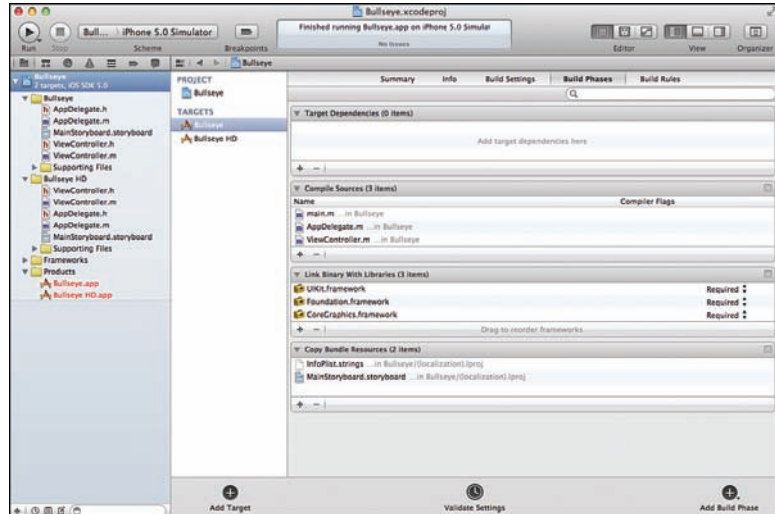 Bullseye.xcodeproj
Run
Stop
Bull... iPhone 5.0 Simulator
Scheme
Breakpoints
Finished running Bullseye.app on iPhone 5.0 Simulat
No Issues
Editor
View
Organizer
Bullseye
Bullseye
2 targets, iOS SDK 5.0
Bullseye
AppDelegate.h
AppDelegate.m
MainStoryboard.storyboard
ViewController.h
ViewController.m
Supporting Files
Bullseye HD
ViewController.h
ViewController.m
AppDelegate.h
AppDelegate.m
MainStoryboard.storyboard
Supporting Files
Frameworks
Products
Bullseye.app
Bullseye HD.app
PROJECT
Bullseye
TARGETS
Bullseye
Bullseye HD
Summary
Info
Build Settings
Build Phases
Build Rules
Target Dependencies (0 items)
Add target dependencies here
Compile Sources (3 items)
Name
Compiler Flags
main.m ...in Bullseye
AppDelegate.m ...in Bullseye
ViewController.m ...in Bullseye
Link Binary With Libraries (3 items)
UIKit.framework Required
Foundation.framework Required
CoreGraphics.framework Required
Drag to reorder frameworks
Copy Bundle Resources (2 items)
InfoPlist.strings ...in Bullseye/(localization).lproj
MainStoryboard.storyboard ...in Bullseye/(localization).lproj
Add Target
Validate Settings
Add Build Phase